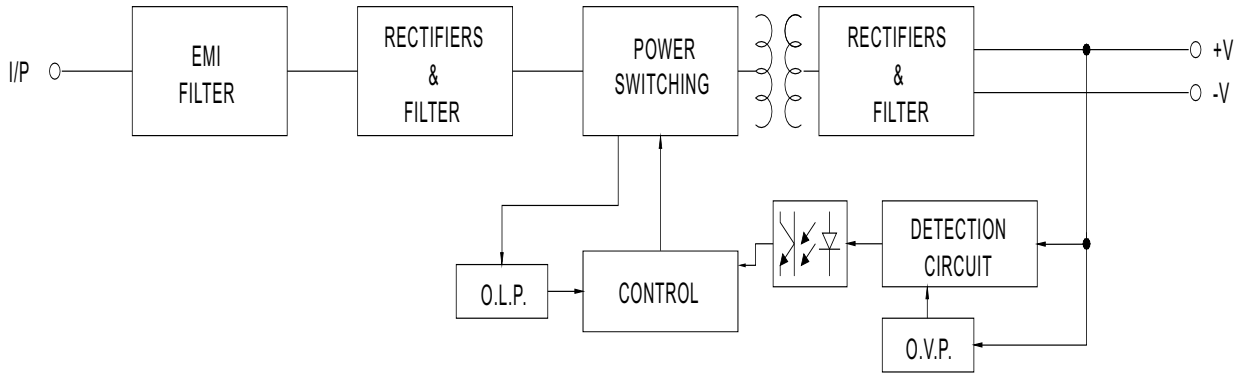 I/P
EMI
FILTER
RECTIFIERS
&
FILTER
POWER
SWITCHING
RECTIFIERS
&
FILTER
+V
-V
O.L.P.
CONTROL
DETECTION
CIRCUIT
O.V.P.